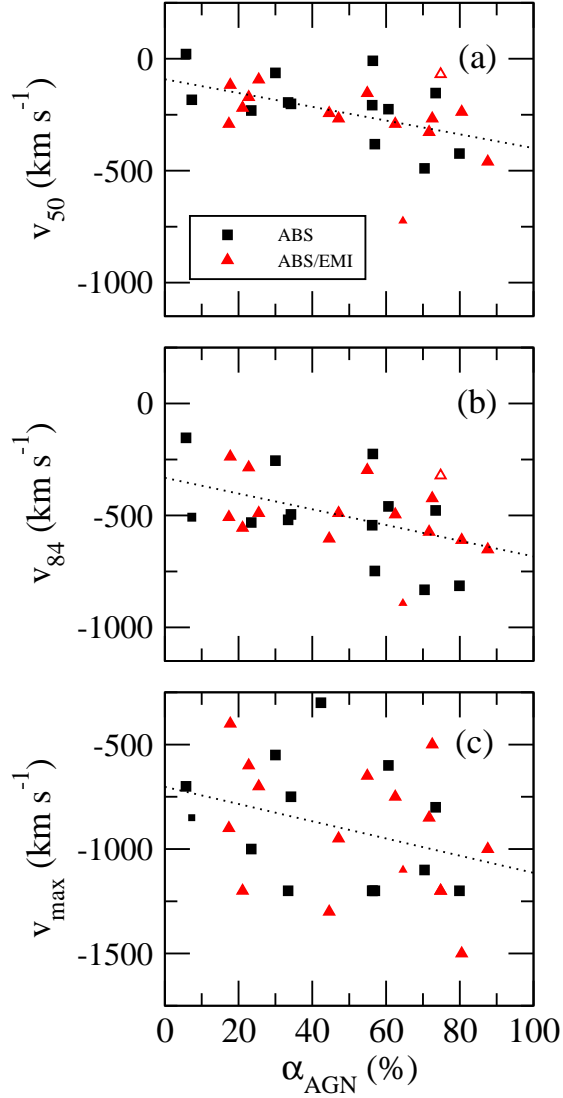 0
-500
-1000
v50 (km s-1)
(a)
ABS
ABS/EMI
0
-500
-1000
v84 (km s-1)
(b)
-500
-1000
-1500
vmax (km s-1)
(c)
0 20 40 60 80 100
αAGN (%)